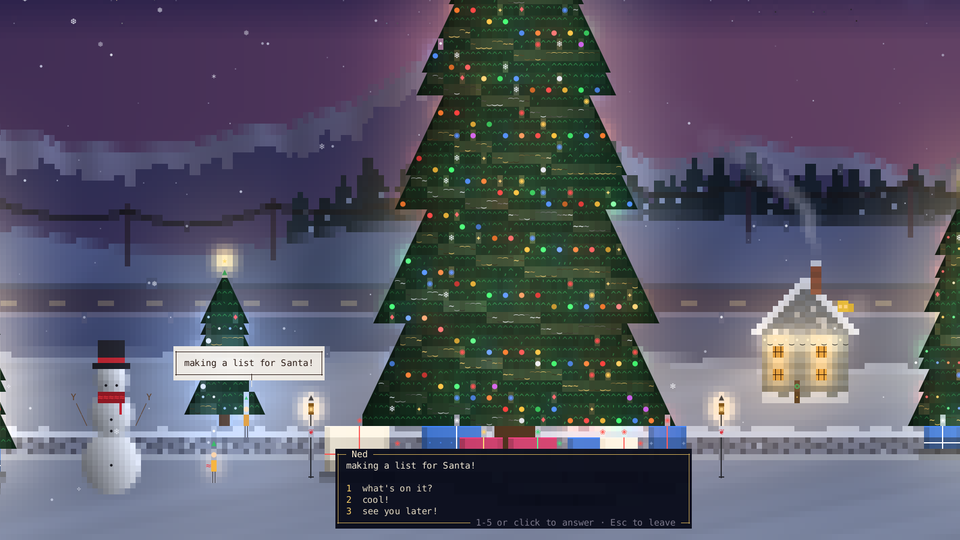 making a list for Santa!
Ned
making a list for Santa!
1 what's on it?
2 cool!
3 see you later!
1-5 or click to answer · Esc to leave